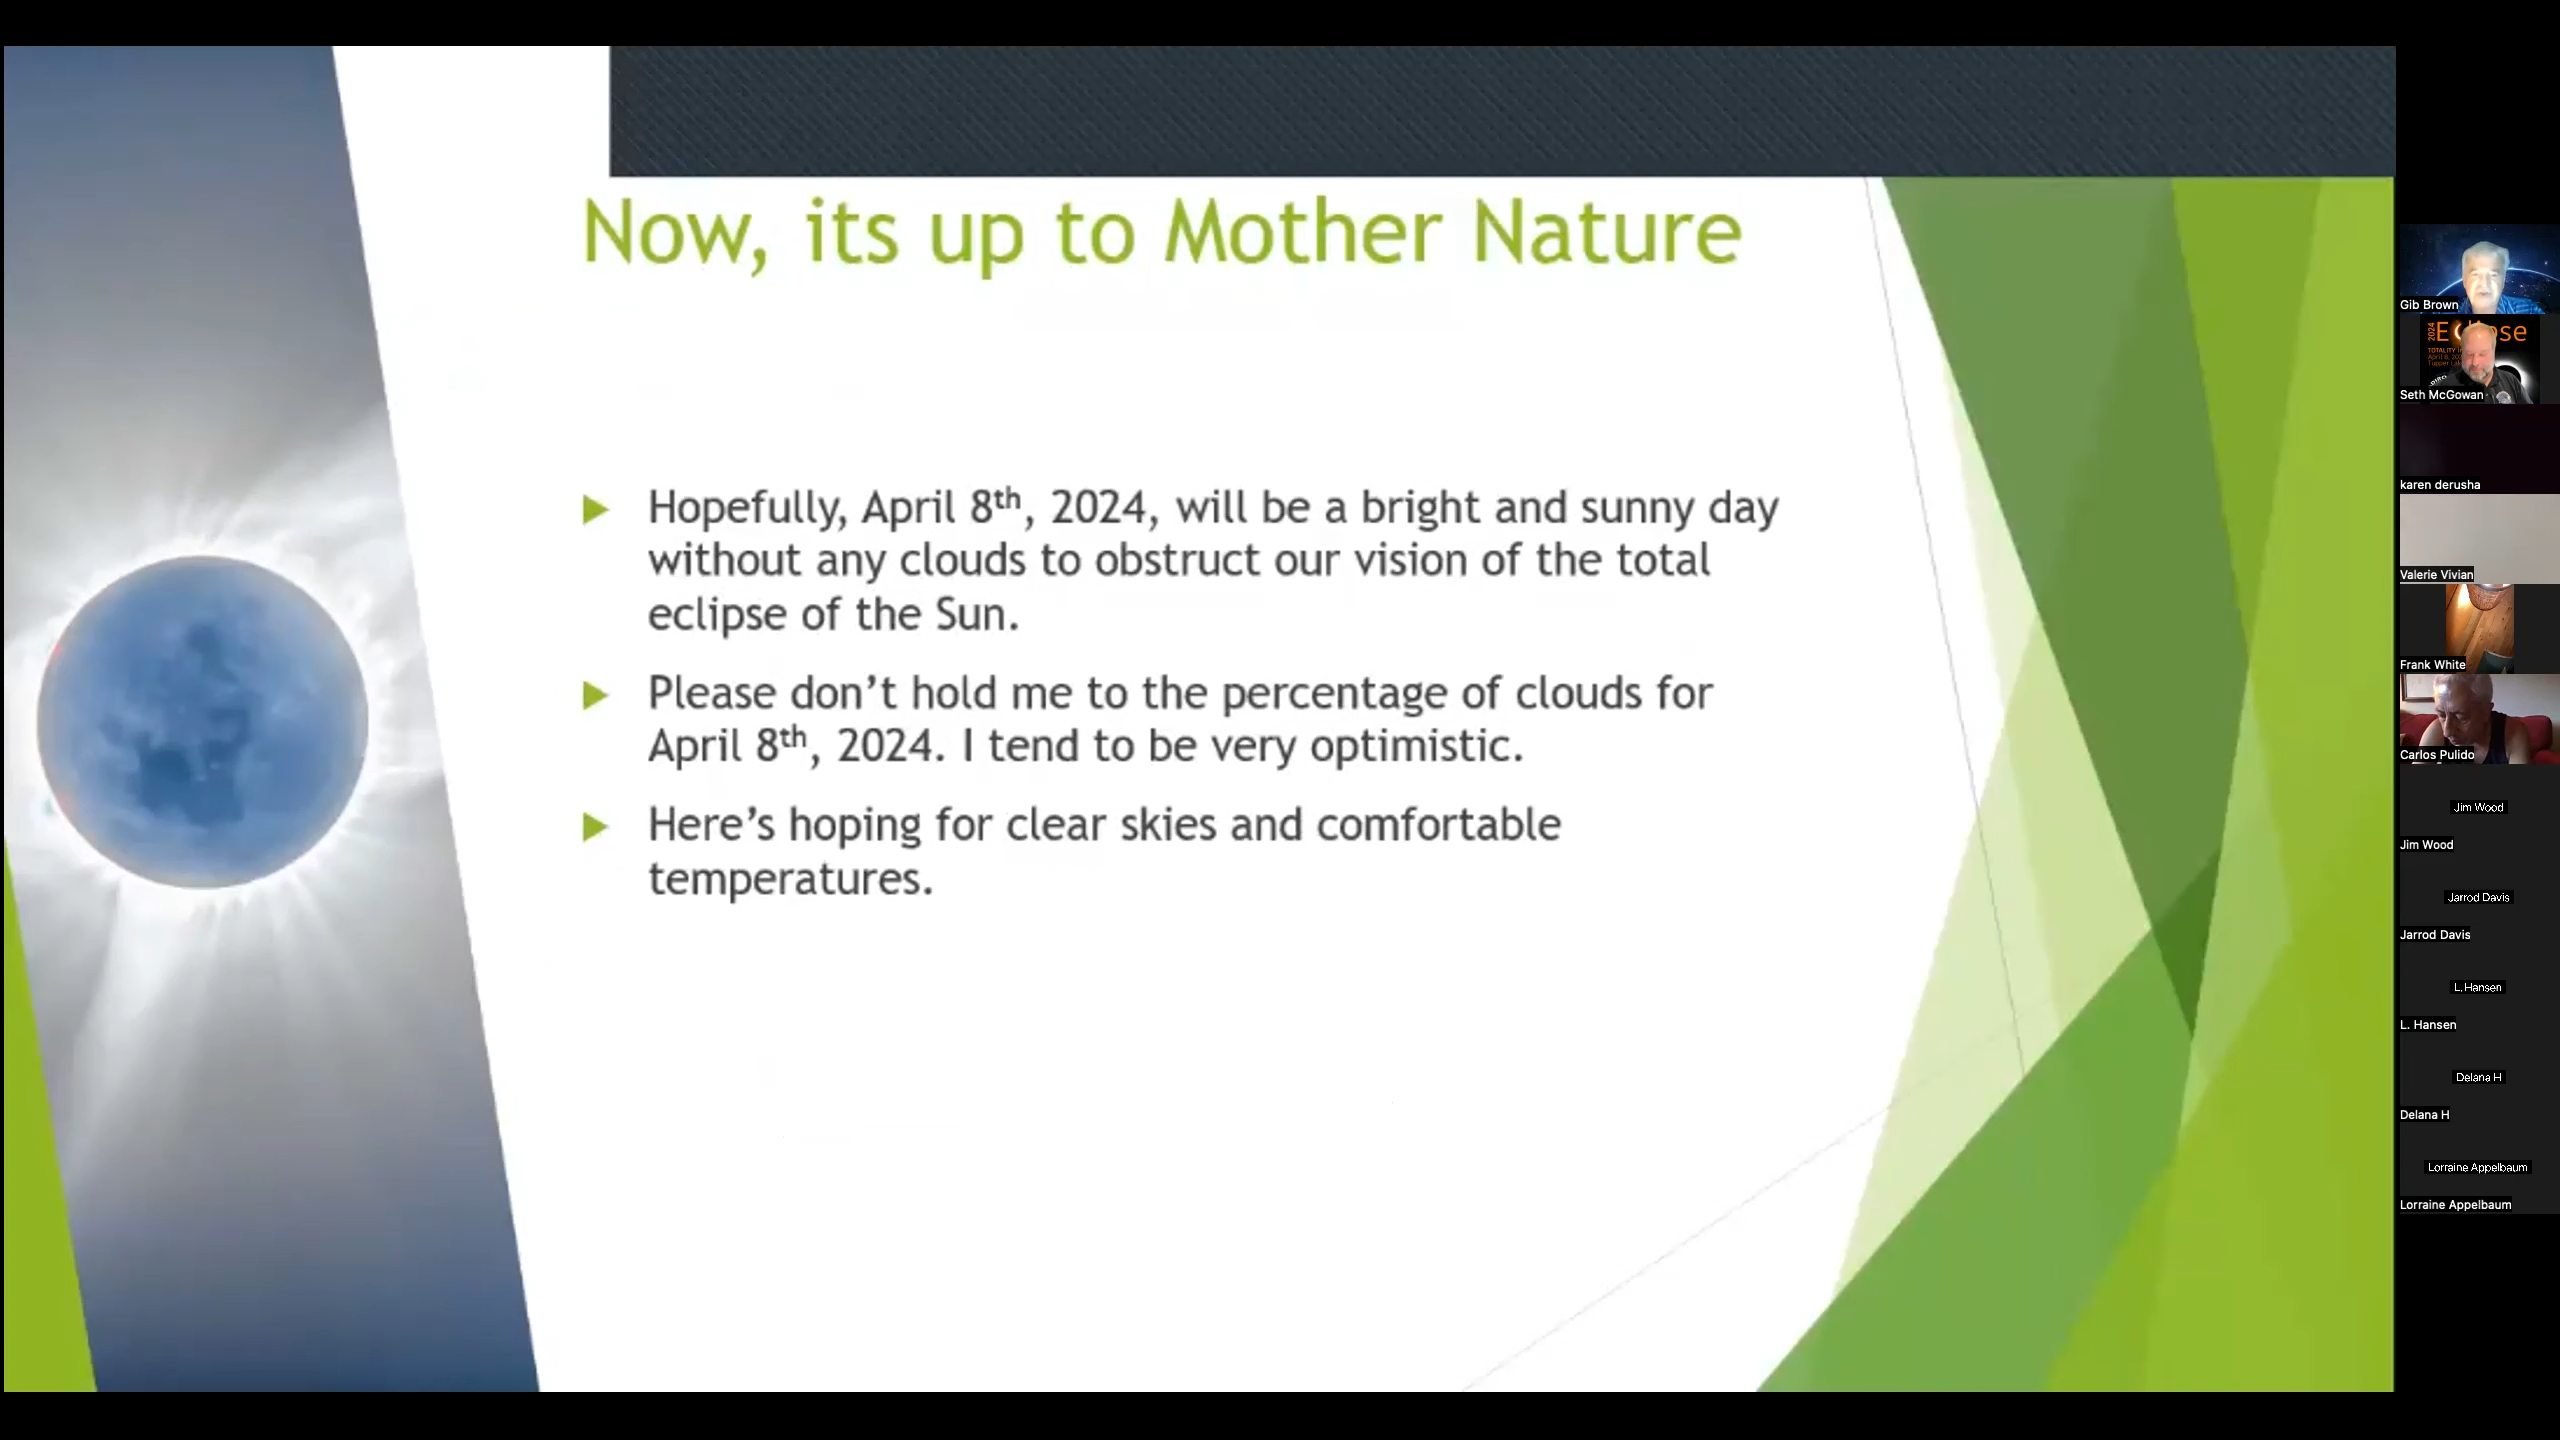 Now, its up to Mother Nature
Hopefully, April 8th, 2024, will be a bright and sunny day
without any clouds to obstruct our vision of the total
eclipse of the Sun.
Please don’t hold me to the percentage of clouds for
April 8th, 2024. I tend to be very optimistic.
Here’s hoping for clear skies and comfortable
temperatures.
Gib Brown
2024
TOTALITY
Seth McGowan
karen derusha
Valerie Vivian
Frank White
Carlos Pulido
Jim Wood
Jim Wood
Jarrod Davis
Jarrod Davis
L. Hansen
L. Hansen
Delana H
Delana H
Lorraine Appelbaum
Lorraine Appelbaum